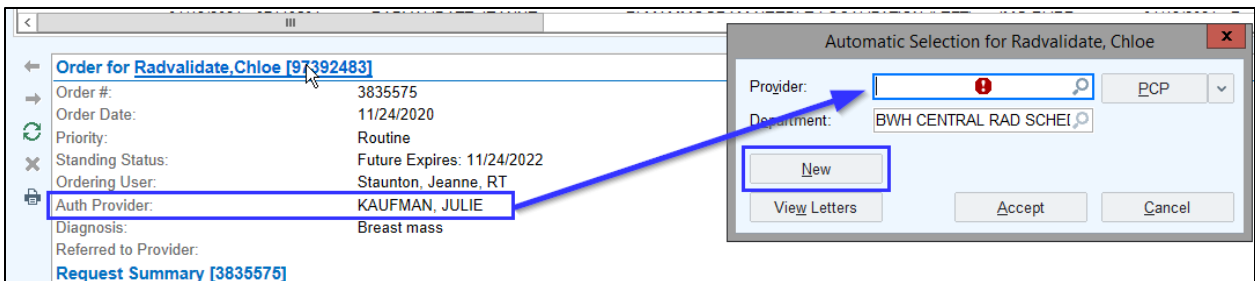 Automatic Selection for Radvalidate, Chloe
x
Order for Radvalidate,Chloe [97392483]
Order #: 3835575
Order Date: 11/24/2020
Priority: Routine
Standing Status: Future Expires: 11/24/2022
Ordering User: Staunton, Jeanne, RT
Auth Provider: KAUFMAN, JULIE
Diagnosis: Breast mass
Referred to Provider:
Request Summary [3835575]
Provider: PCP
Department: BWH CENTRAL RAD SCHE
New
View Letters Accept Cancel